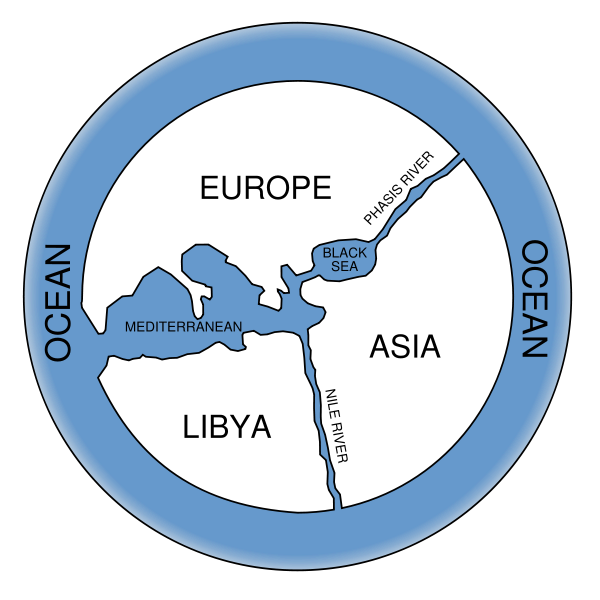 EUROPE
PHASIS RIVER
BLACK
SEA
OCEAN
OCEAN
MEDITERRANEAN
ASIA
LIBYA
NILE RIVER